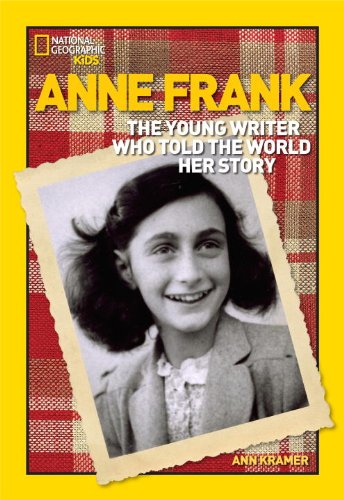 NATIONAL
GEOGRAPHIC
KiDS
ANNE FRANK
THE YOUNG WRITER
WHO TOLD THE WORLD
HER STORY
ANN KRAMER